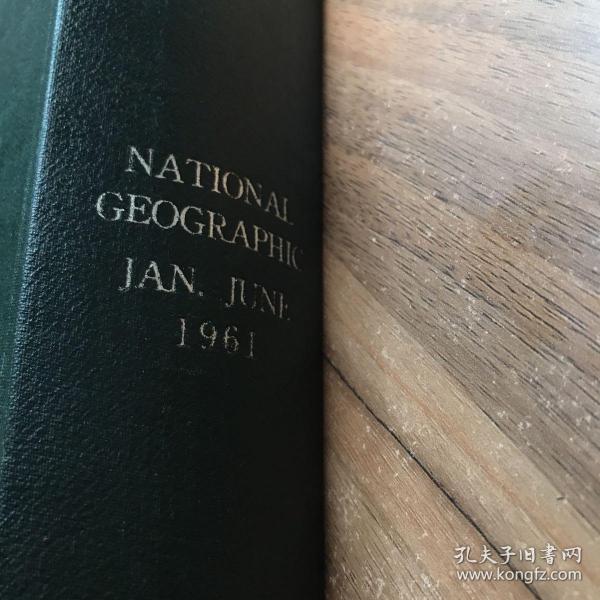 NATIONAL
GEOGRAPHIC
JAN. JUNE
1961
孔夫子旧书网
www.kongfz.com